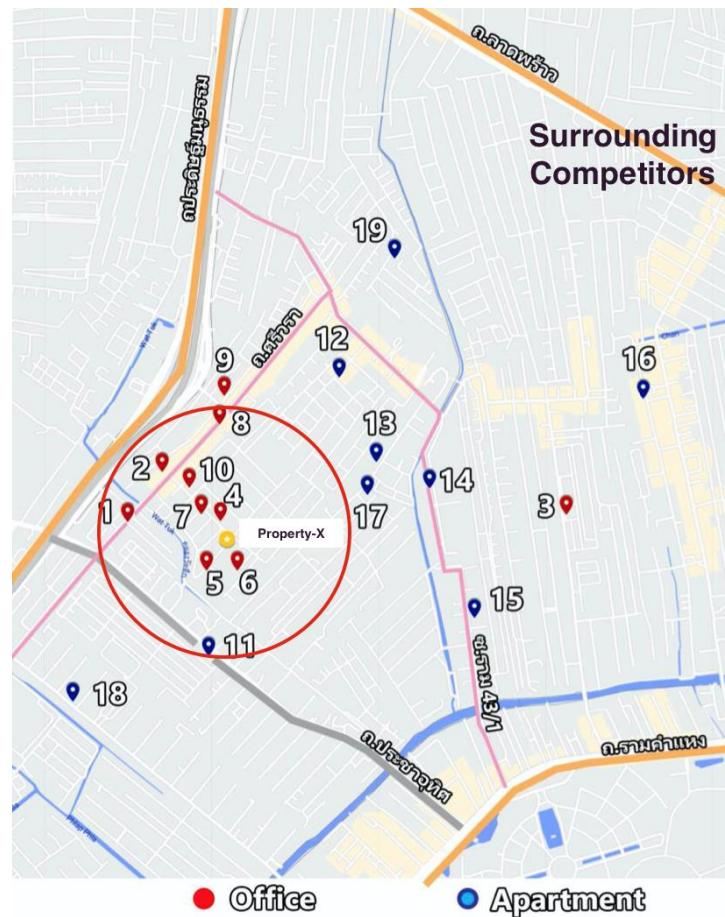 ถ.ลาดพร้าว
ถ.ประดิษฐ์มนูธรรม
Surrounding
Competitors
19
ถ.ศรีวรา
12
9
16
8
13
2
10
14
17
3
1
7
4
Wat Tuk
Property-X
5
6
15
11
18
ซ.ราม 43/1
ถ.รามคำแหง
ถ.ประชาอุทิศ
Office
Apartment